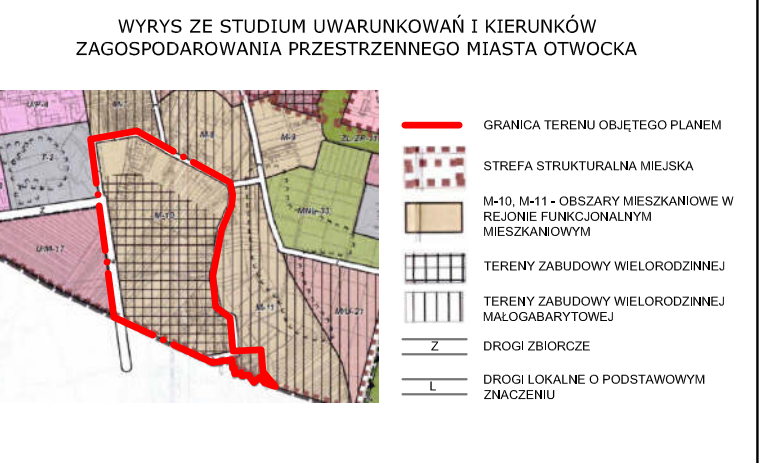 WYRYS ZE STUDIUM UWARUNKOWAŃ I KIERUNKÓW
ZAGOSPODAROWANIA PRZESTRZENNEGO MIASTA OTWOCKA
GRANICA TERENU OBJĘTEGO PLANEM
STREFA STRUKTURALNA MIEJSKA
M-10, M-11 - OBSZARY MIESZKANIOWE W
REJONIE FUNKCJONALNYM
MIESZKANIOWYM
TERENY ZABUDOWY WIELORODZINNEJ
TERENY ZABUDOWY WIELORODZINNEJ
MAŁOGABARYTOWEJ
Z DROGI ZBIORCZE
L DROGI LOKALNE O PODSTAWOWYM
ZNACZENIU
M-8
M-9
T-2
M-10
Z
M-11